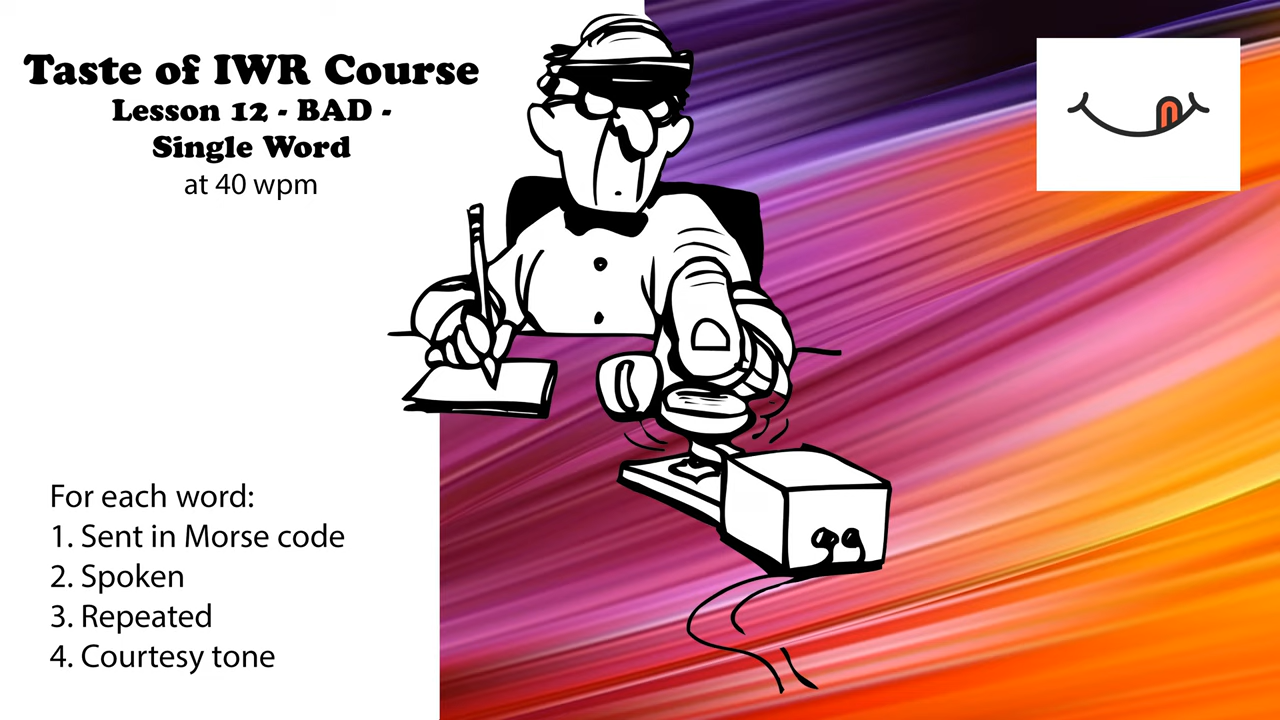 Taste of IWR Course
Lesson 12 - BAD -
Single Word
at 40 wpm
For each word:
1. Sent in Morse code
2. Spoken
3. Repeated
4. Courtesy tone